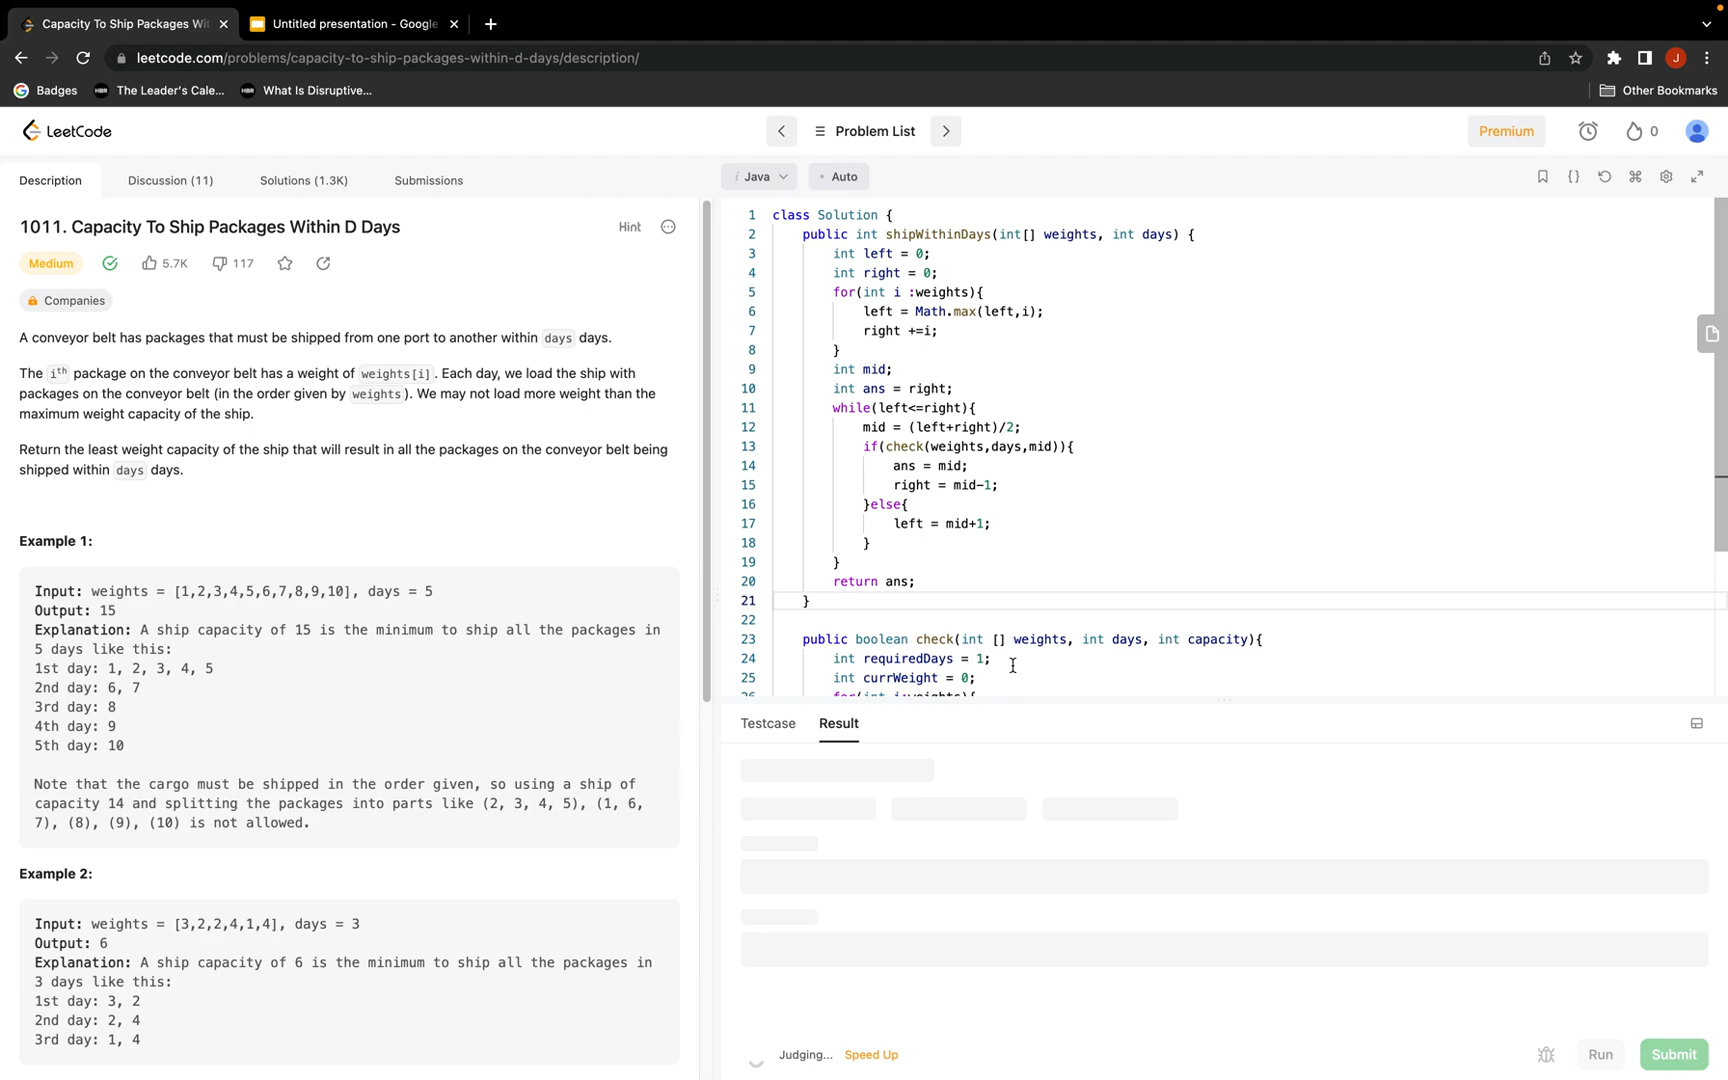 Capacity To Ship Packages Wi
Untitled presentation - Google
leetcode.com/problems/capacity-to-ship-packages-within-d-days/description/
J
Badges
HBR
The Leader's Cale...
HBR
What Is Disruptive...
Other Bookmarks
LeetCode
Problem List
Premium
0
Description
Discussion (11)
Solutions (1.3K)
Submissions
i Java
• Auto
1011. Capacity To Ship Packages Within D Days
Hint
Medium
5.7K
117
Companies
A conveyor belt has packages that must be shipped from one port to another within days days.
The ith package on the conveyor belt has a weight of weights[i]. Each day, we load the ship with
packages on the conveyor belt (in the order given by weights). We may not load more weight than the
maximum weight capacity of the ship.
Return the least weight capacity of the ship that will result in all the packages on the conveyor belt being
shipped within days days.
Example 1:
Input: weights = [1,2,3,4,5,6,7,8,9,10], days = 5
Output: 15
Explanation: A ship capacity of 15 is the minimum to ship all the packages in
5 days like this:
1st day: 1, 2, 3, 4, 5
2nd day: 6, 7
3rd day: 8
4th day: 9
5th day: 10
Note that the cargo must be shipped in the order given, so using a ship of
capacity 14 and splitting the packages into parts like (2, 3, 4, 5), (1, 6,
7), (8), (9), (10) is not allowed.
Example 2:
Input: weights = [3,2,2,4,1,4], days = 3
Output: 6
Explanation: A ship capacity of 6 is the minimum to ship all the packages in
3 days like this:
1st day: 3, 2
2nd day: 2, 4
3rd day: 1, 4
1 class Solution {
2 public int shipWithinDays(int[] weights, int days) {
3 int left = 0;
4 int right = 0;
5 for(int i :weights){
6 left = Math.max(left,i);
7 right +=i;
8 }
9 int mid;
10 int ans = right;
11 while(left<=right){
12 mid = (left+right)/2;
13 if(check(weights,days,mid)){
14 ans = mid;
15 right = mid-1;
16 }else{
17 left = mid+1;
18 }
19 }
20 return ans;
21 }
22
23 public boolean check(int [] weights, int days, int capacity){
24 int requiredDays = 1;
25 int currWeight = 0;
26 for(int i:weights){
Testcase
Result
Judging...
Speed Up
Run
Submit